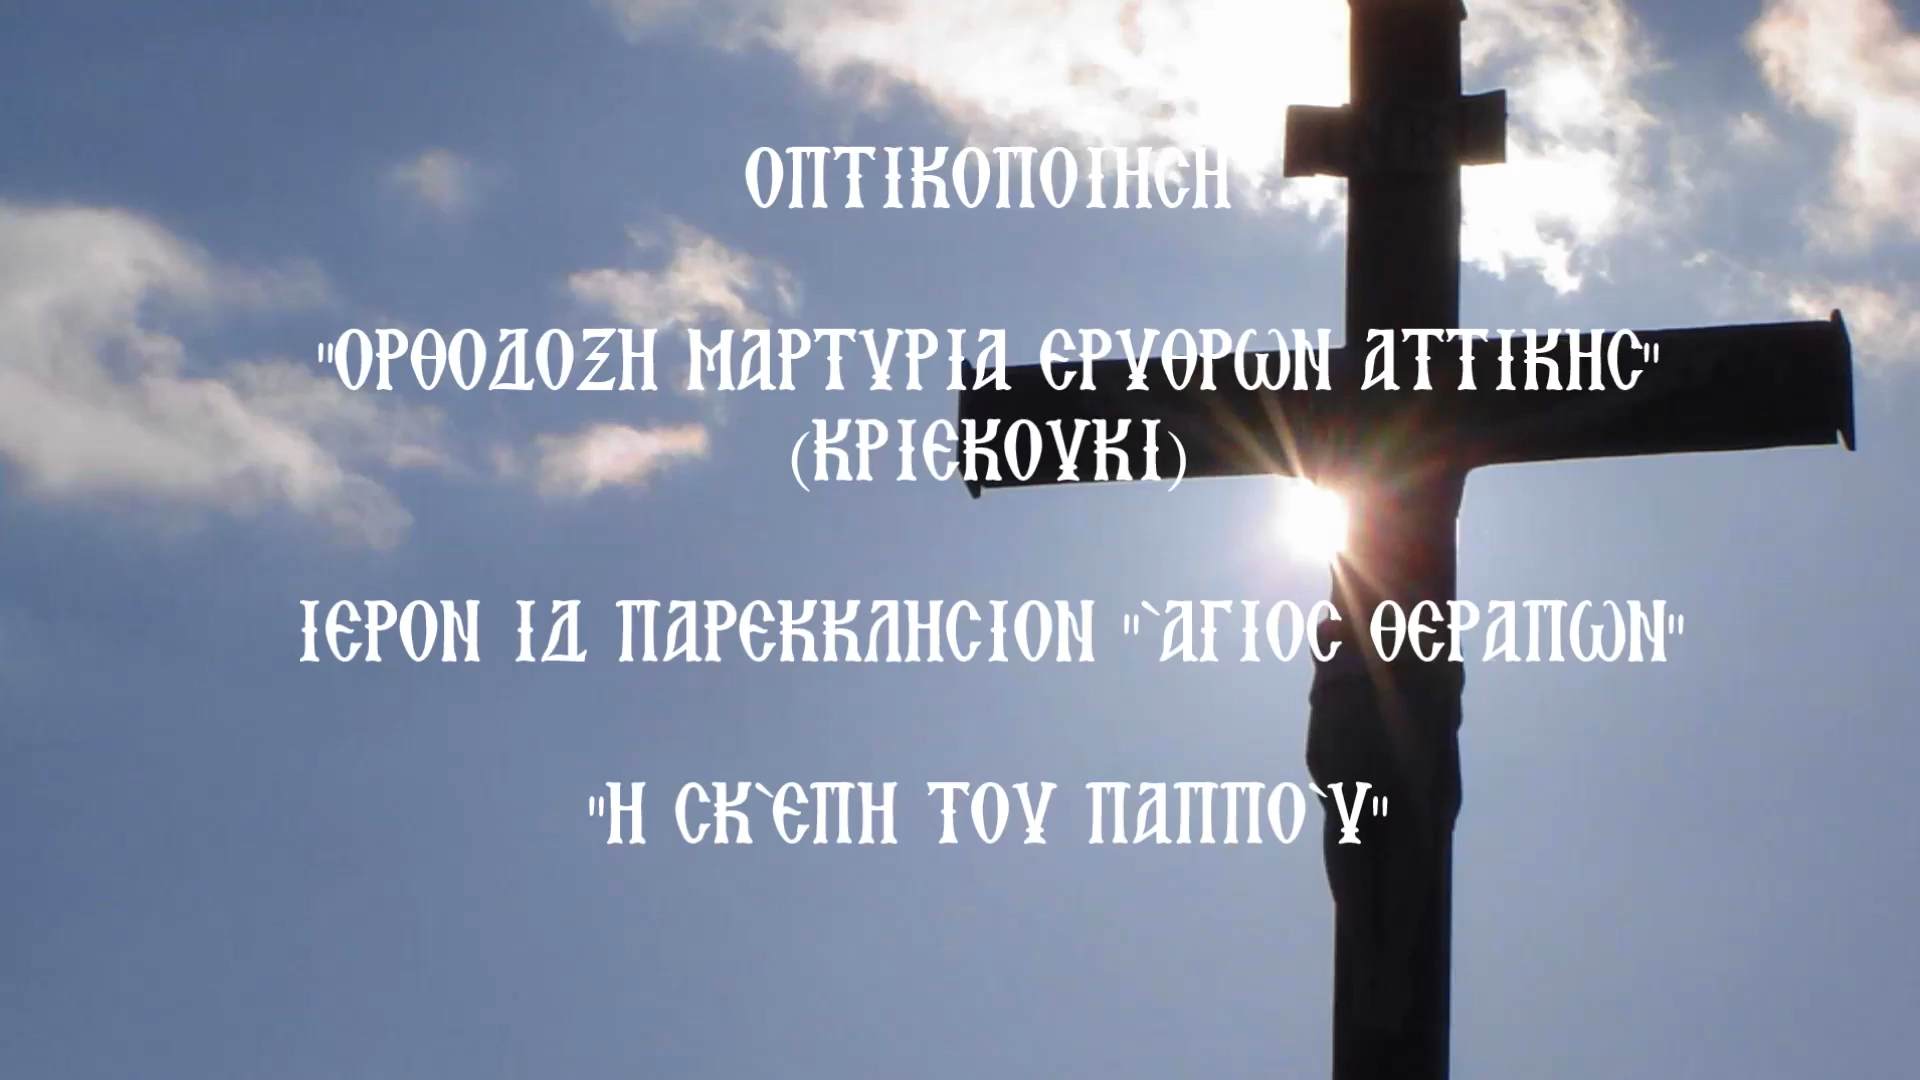 ΟΠΤΙΚΟΠΟΙΗΣΗ
"ΟΡΘΟΔΟΞΗ ΜΑΡΤΥΡΙΑ ΕΡΥΘΡΩΝ ΑΤΤΙΚΗΣ"
(ΚΡΙΕΚΟΥΚΙ)
ΙΕΡΟΝ ΙΔ ΠΑΡΕΚΚΛΗΣΙΟΝ "`ΑΓΙΟΣ ΘΕΡΑΠΩΝ"
"Η ΣΚ`ΕΠΗ ΤΟΥ ΠΑΠΠΟ`Υ"